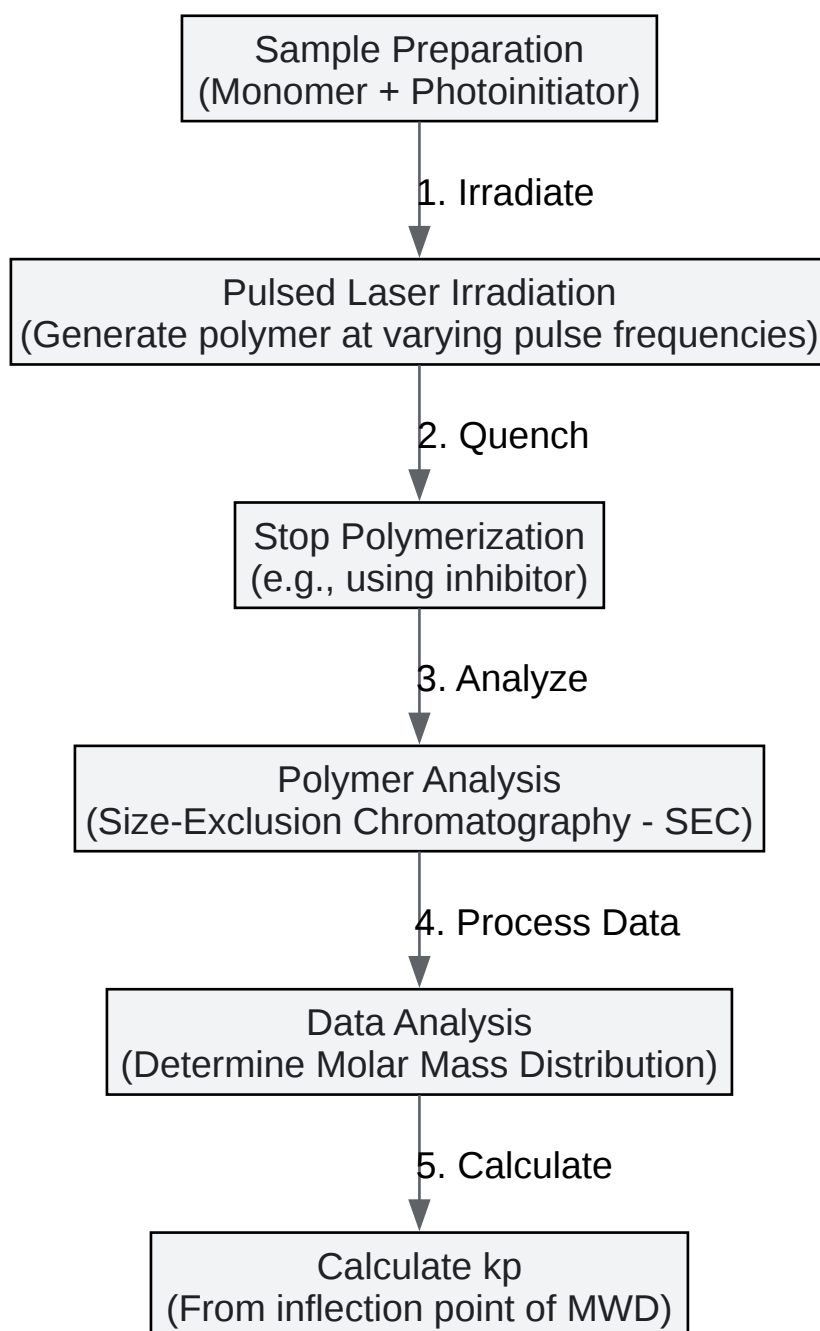 Sample Preparation
(Monomer + Photoinitiator)
1. Irradiate
Pulsed Laser Irradiation
(Generate polymer at varying pulse frequencies)
2. Quench
Stop Polymerization
(e.g., using inhibitor)
3. Analyze
Polymer Analysis
(Size-Exclusion Chromatography - SEC)
4. Process Data
Data Analysis
(Determine Molar Mass Distribution)
5. Calculate
Calculate kp
(From inflection point of MWD)